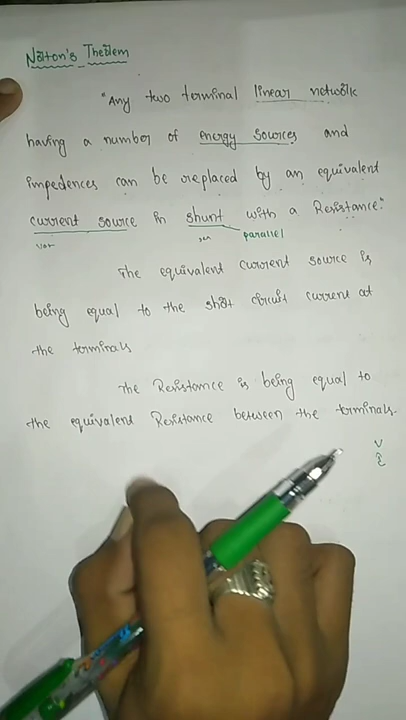 Norton's Theorem
"Any two terminal linear network
having a number of energy sources and
impedences can be replaced by an equivalent
current source in shunt with a Resistance."
parallel
The equivalent current source is
being equal to the short circuit current at
the terminals
The Resistance is being equal to
the equivalent Resistance between the terminals.
V